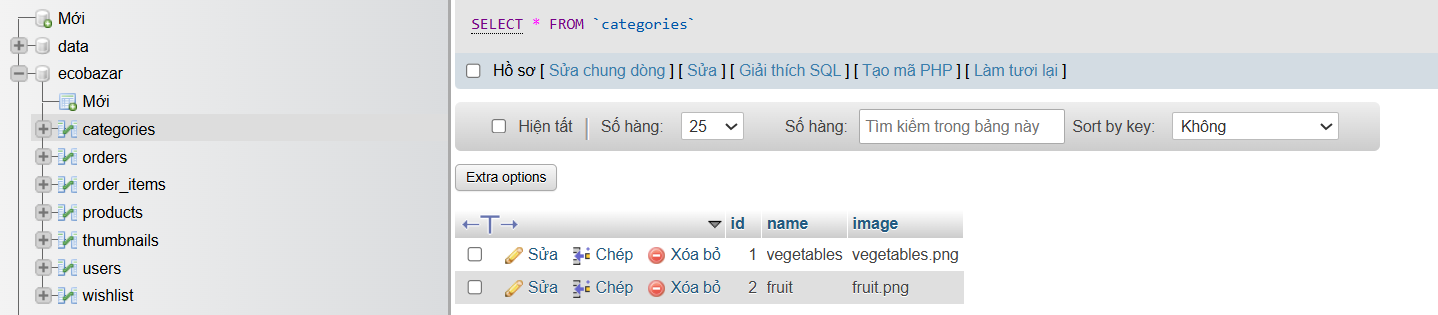 Mới
data
ecobazar
Mới
categories
orders
order_items
products
thumbnails
users
wishlist
SELECT * FROM `categories`
Hồ sơ [ Sửa chung dòng ] [ Sửa ] [ Giải thích SQL ] [ Tạo mã PHP ] [ Làm tươi lại ]
Hiện tất | Số hàng: 25 Số hàng: Tìm kiếm trong bảng này Sort by key: Không
Extra options
←T→ id name image
Sửa Chép Xóa bỏ 1 vegetables vegetables.png
Sửa Chép Xóa bỏ 2 fruit fruit.png